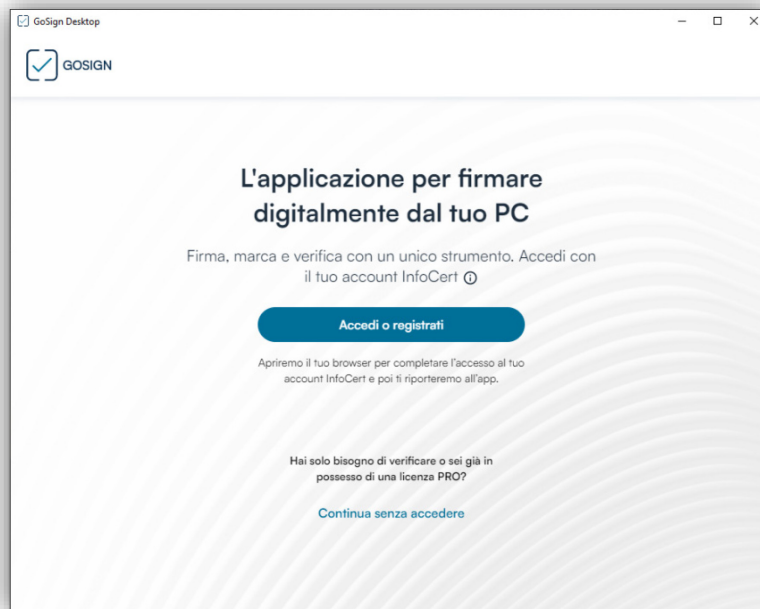 GoSign Desktop
GOSIGN
L'applicazione per firmare
digitalmente dal tuo PC
Firma, marca e verifica con un unico strumento. Accedi con
il tuo account InfoCert
Accedi o registrati
Apriremo il tuo browser per completare l'accesso al tuo
account InfoCert e poi ti riporteremo all'app.
Hai solo bisogno di verificare o sei già in
possesso di una licenza PRO?
Continua senza accedere